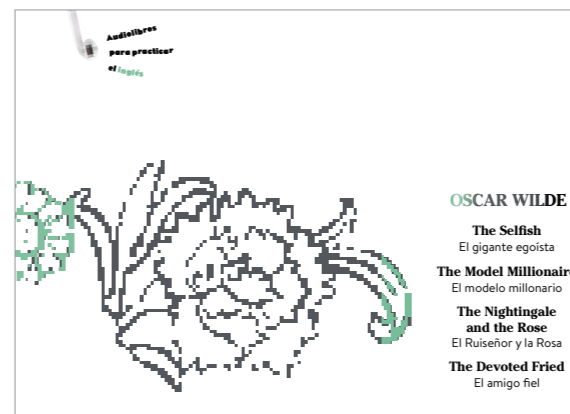 Audiolibros
para practicar
el inglés
OSCAR WILDE
The Selfish
El gigante egoísta
The Model Millionaire
El modelo millonario
The Nightingale
and the Rose
El Ruiseñor y la Rosa
The Devoted Fried
El amigo fiel